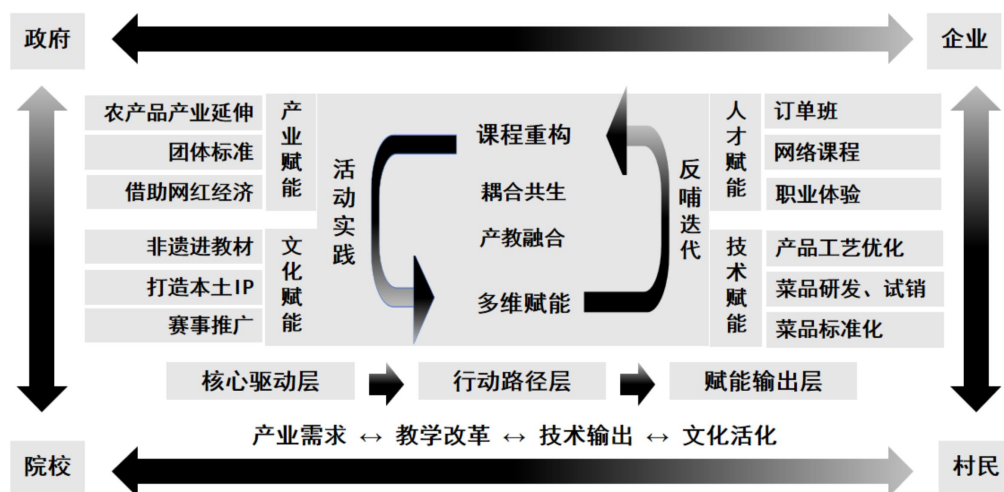 政府
企业
农产品产业延伸
团体标准
借助网红经济
产业赋能
非遗进教材
打造本土IP
赛事推广
文化赋能
活动实践
课程重构
耦合共生
产教融合
多维赋能
反哺迭代
人才赋能
订单班
网络课程
职业体验
技术赋能
产品工艺优化
菜品研发、试销
菜品标准化
核心驱动层
行动路径层
赋能输出层
产业需求 ↔ 教学改革 ↔ 技术输出 ↔ 文化活化
院校
村民